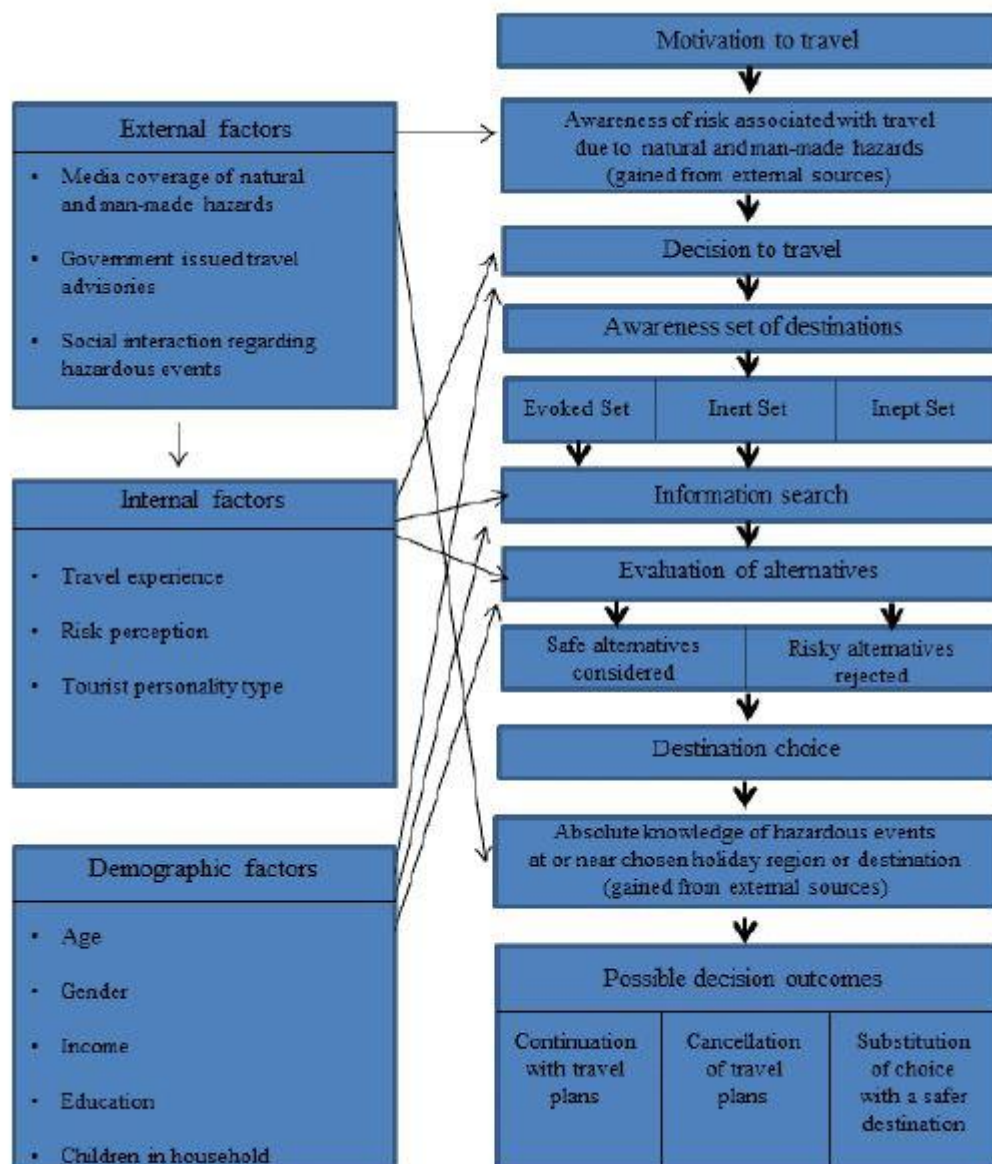 Motivation to travel
External factors
• Media coverage of natural
and man-made hazards
• Government issued travel
advisories
• Social interaction regarding
hazardous events
Awareness of risk associated with travel
due to natural and man-made hazards
(gained from external sources)
Decision to travel
Awareness set of destinations
Evoked Set
Inert Set
Inept Set
Internal factors
• Travel experience
• Risk perception
• Tourist personality type
Information search
Evaluation of alternatives
Safe alternatives
considered
Risky alternatives
rejected
Destination choice
Demographic factors
• Age
• Gender
• Income
• Education
• Children in household
Absolute knowledge of hazardous events
at or near chosen holiday region or destination
(gained from external sources)
Possible decision outcomes
Continuation
with travel
plans
Cancellation
of travel
plans
Substitution
of choice
with a safer
destination